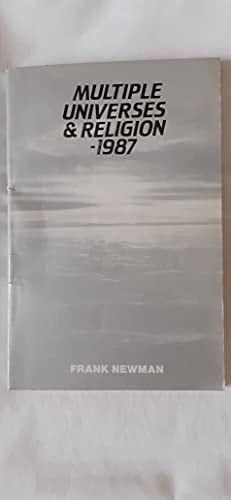 MULTIPLE
UNIVERSES
& RELIGION
-1987
FRANK NEWMAN